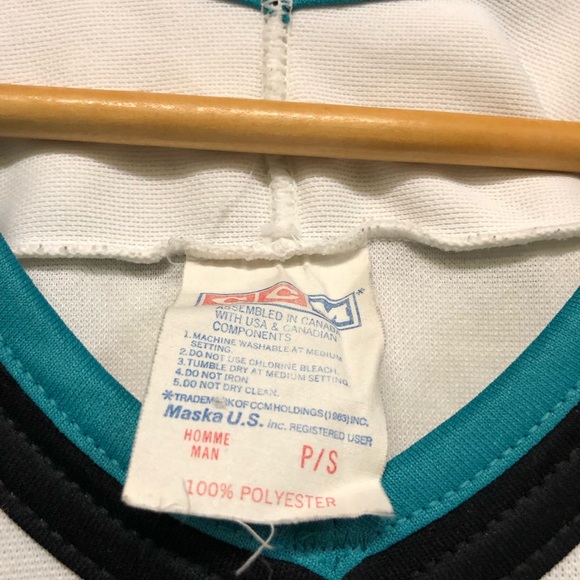 CCM*
ASSEMBLED IN CANADA
WITH USA & CANADIAN
COMPONENTS
1. MACHINE WASHABLE AT MEDIUM
SETTING.
2. DO NOT USE CHLORINE BLEACH.
3. TUMBLE DRY AT MEDIUM SETTING.
4. DO NOT IRON
5. DO NOT DRY CLEAN.
*TRADEMARK OF CCM HOLDINGS (1983) INC.
Maska U.S. inc. REGISTERED USER
HOMME
MAN
P/S
100% POLYESTER